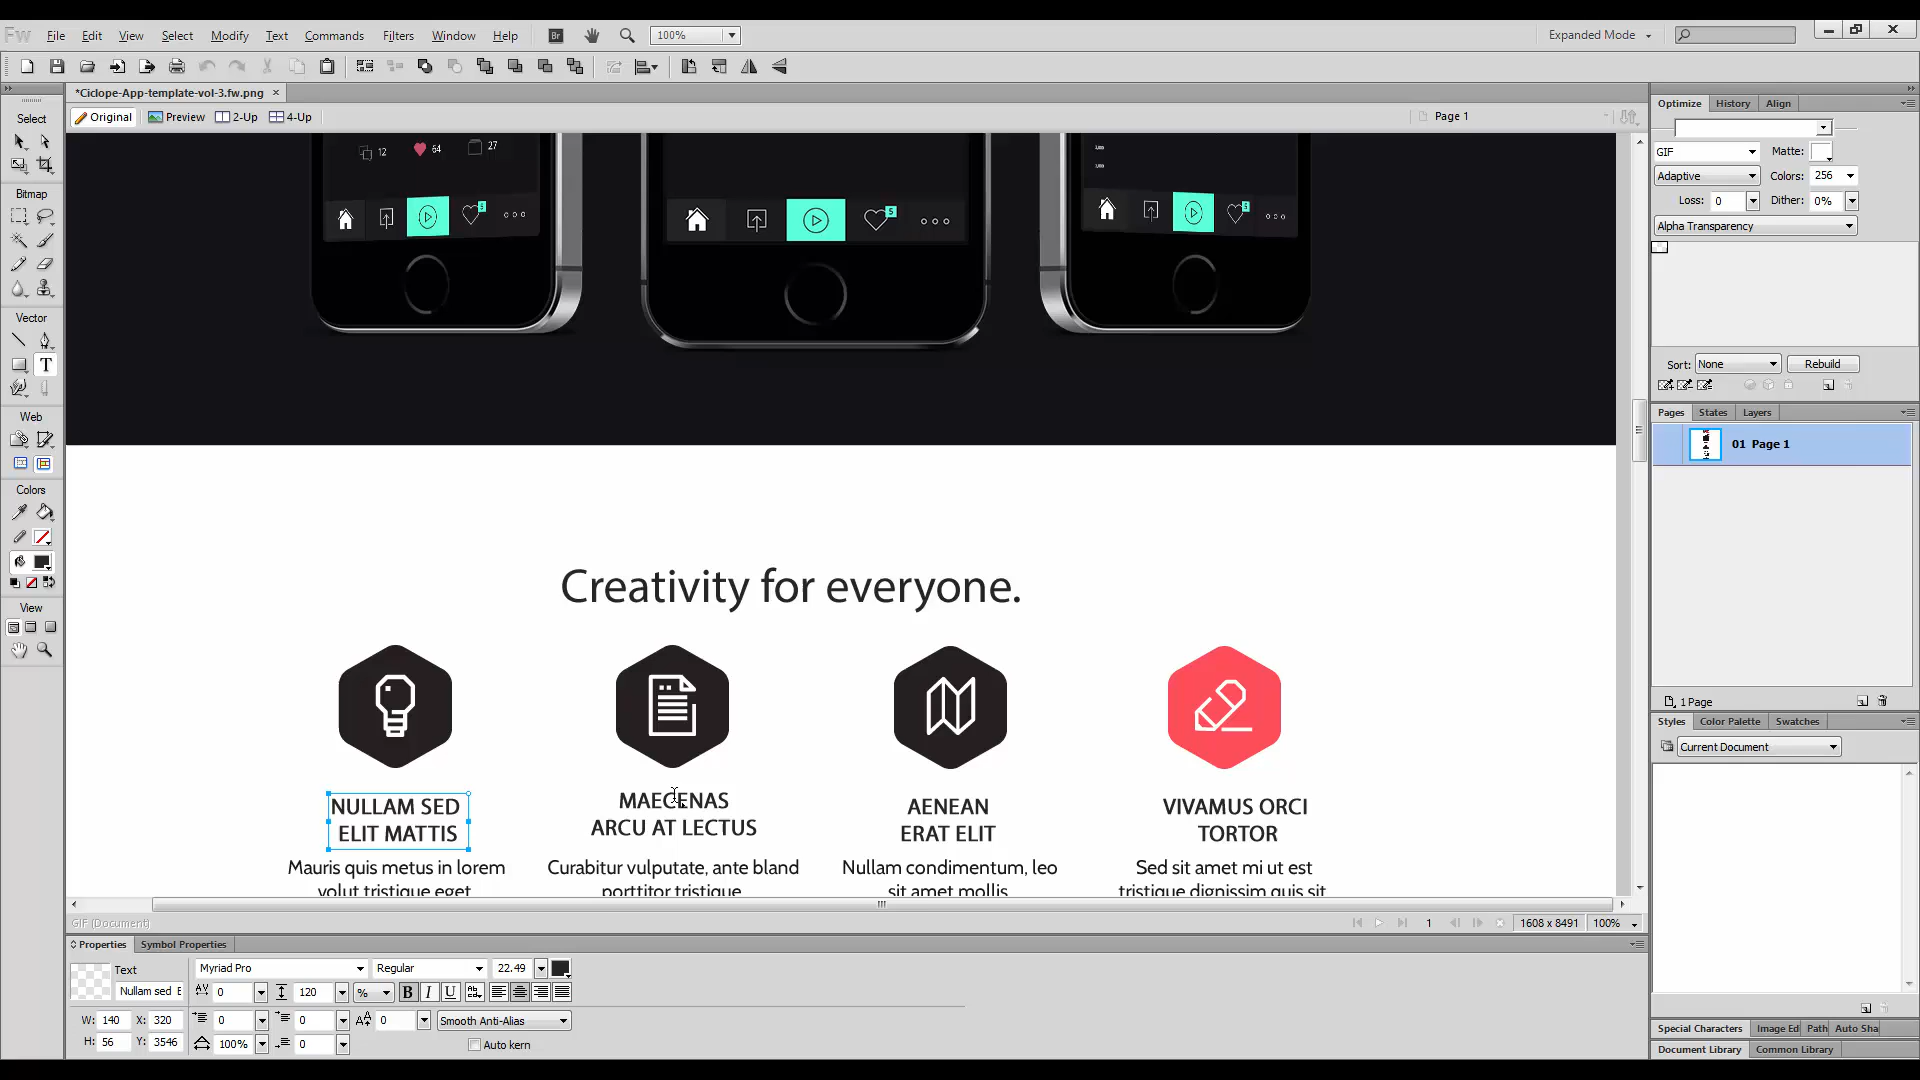 Fw File Edit View Select Modify Text Commands Filters Window Help Br 100% Expanded Mode
*Ciclope-App-template-vol-3.fw.png
Original Preview 2-Up 4-Up Page 1
Select
Bitmap
Vector
Web
Colors
View
12 64 27
5
5
5
Creativity for everyone.
NULLAM SED
ELIT MATTIS
Mauris quis metus in lorem
volut tristique eget
MAECENAS
ARCU AT LECTUS
Curabitur vulputate, ante bland
porttitor tristique
AENEAN
ERAT ELIT
Nullam condimentum, leo
sit amet mollis
VIVAMUS ORCI
TORTOR
Sed sit amet mi ut est
tristique dignissim quis sit
GIF (Document)
1 1608 x 8491 100%
Properties Symbol Properties
Text
Nullam sed E
Myriad Pro Regular 22.49
AV 0 120 % B I U
W: 140 X: 320 0 0 0 Smooth Anti-Alias
H: 56 Y: 3546 100% 0 Auto kern
Optimize History Align
GIF Matte:
Adaptive Colors: 256
Loss: 0 Dither: 0%
Alpha Transparency
Sort: None Rebuild
Pages States Layers
01 Page 1
1 Page
Styles Color Palette Swatches
Current Document
Special Characters Image Ed Path Auto Sha
Document Library Common Library